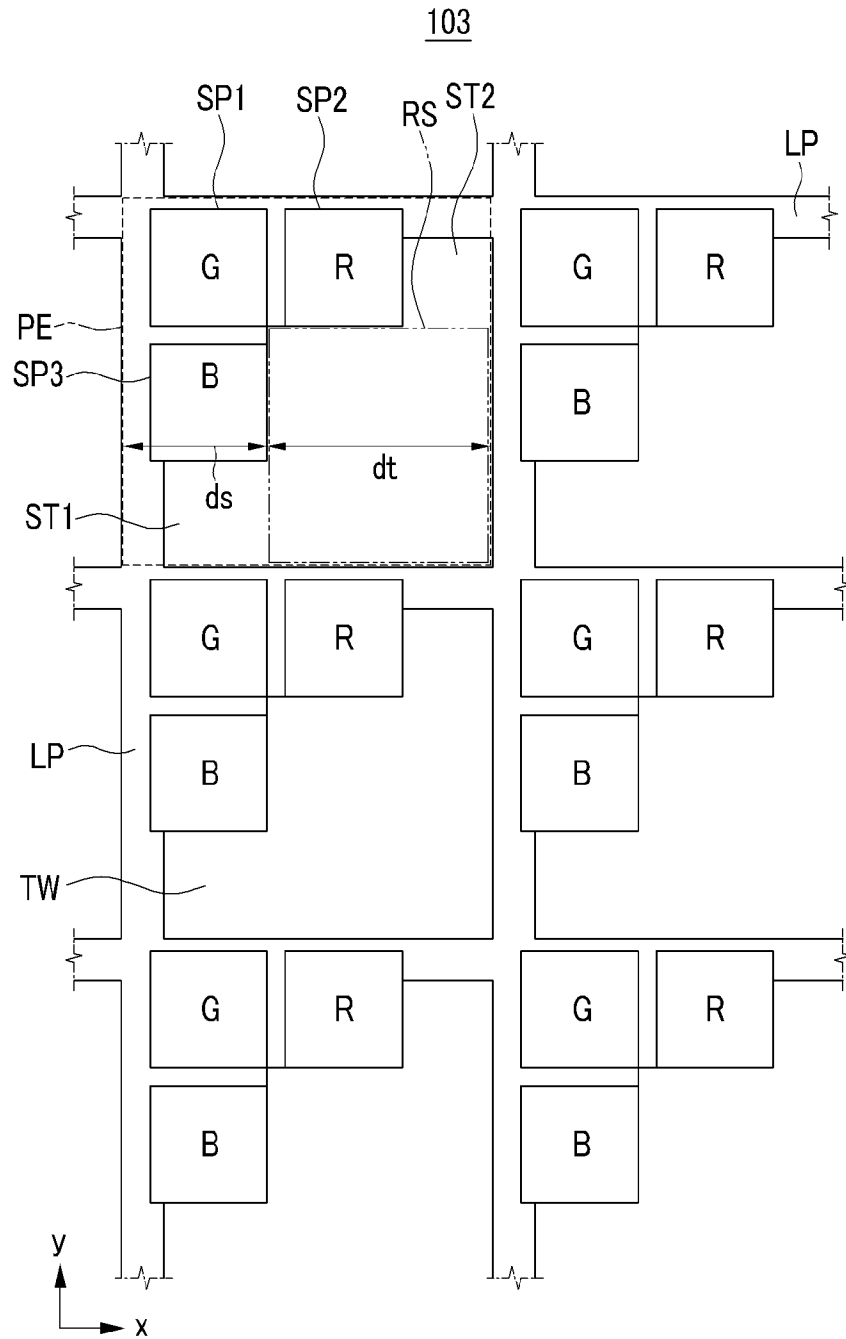 103
SP1 SP2 RS ST2 LP
G R G R
PE
SP3 B B
ds dt
ST1
G R G R
LP B B
TW
G R G R
B B
y
x